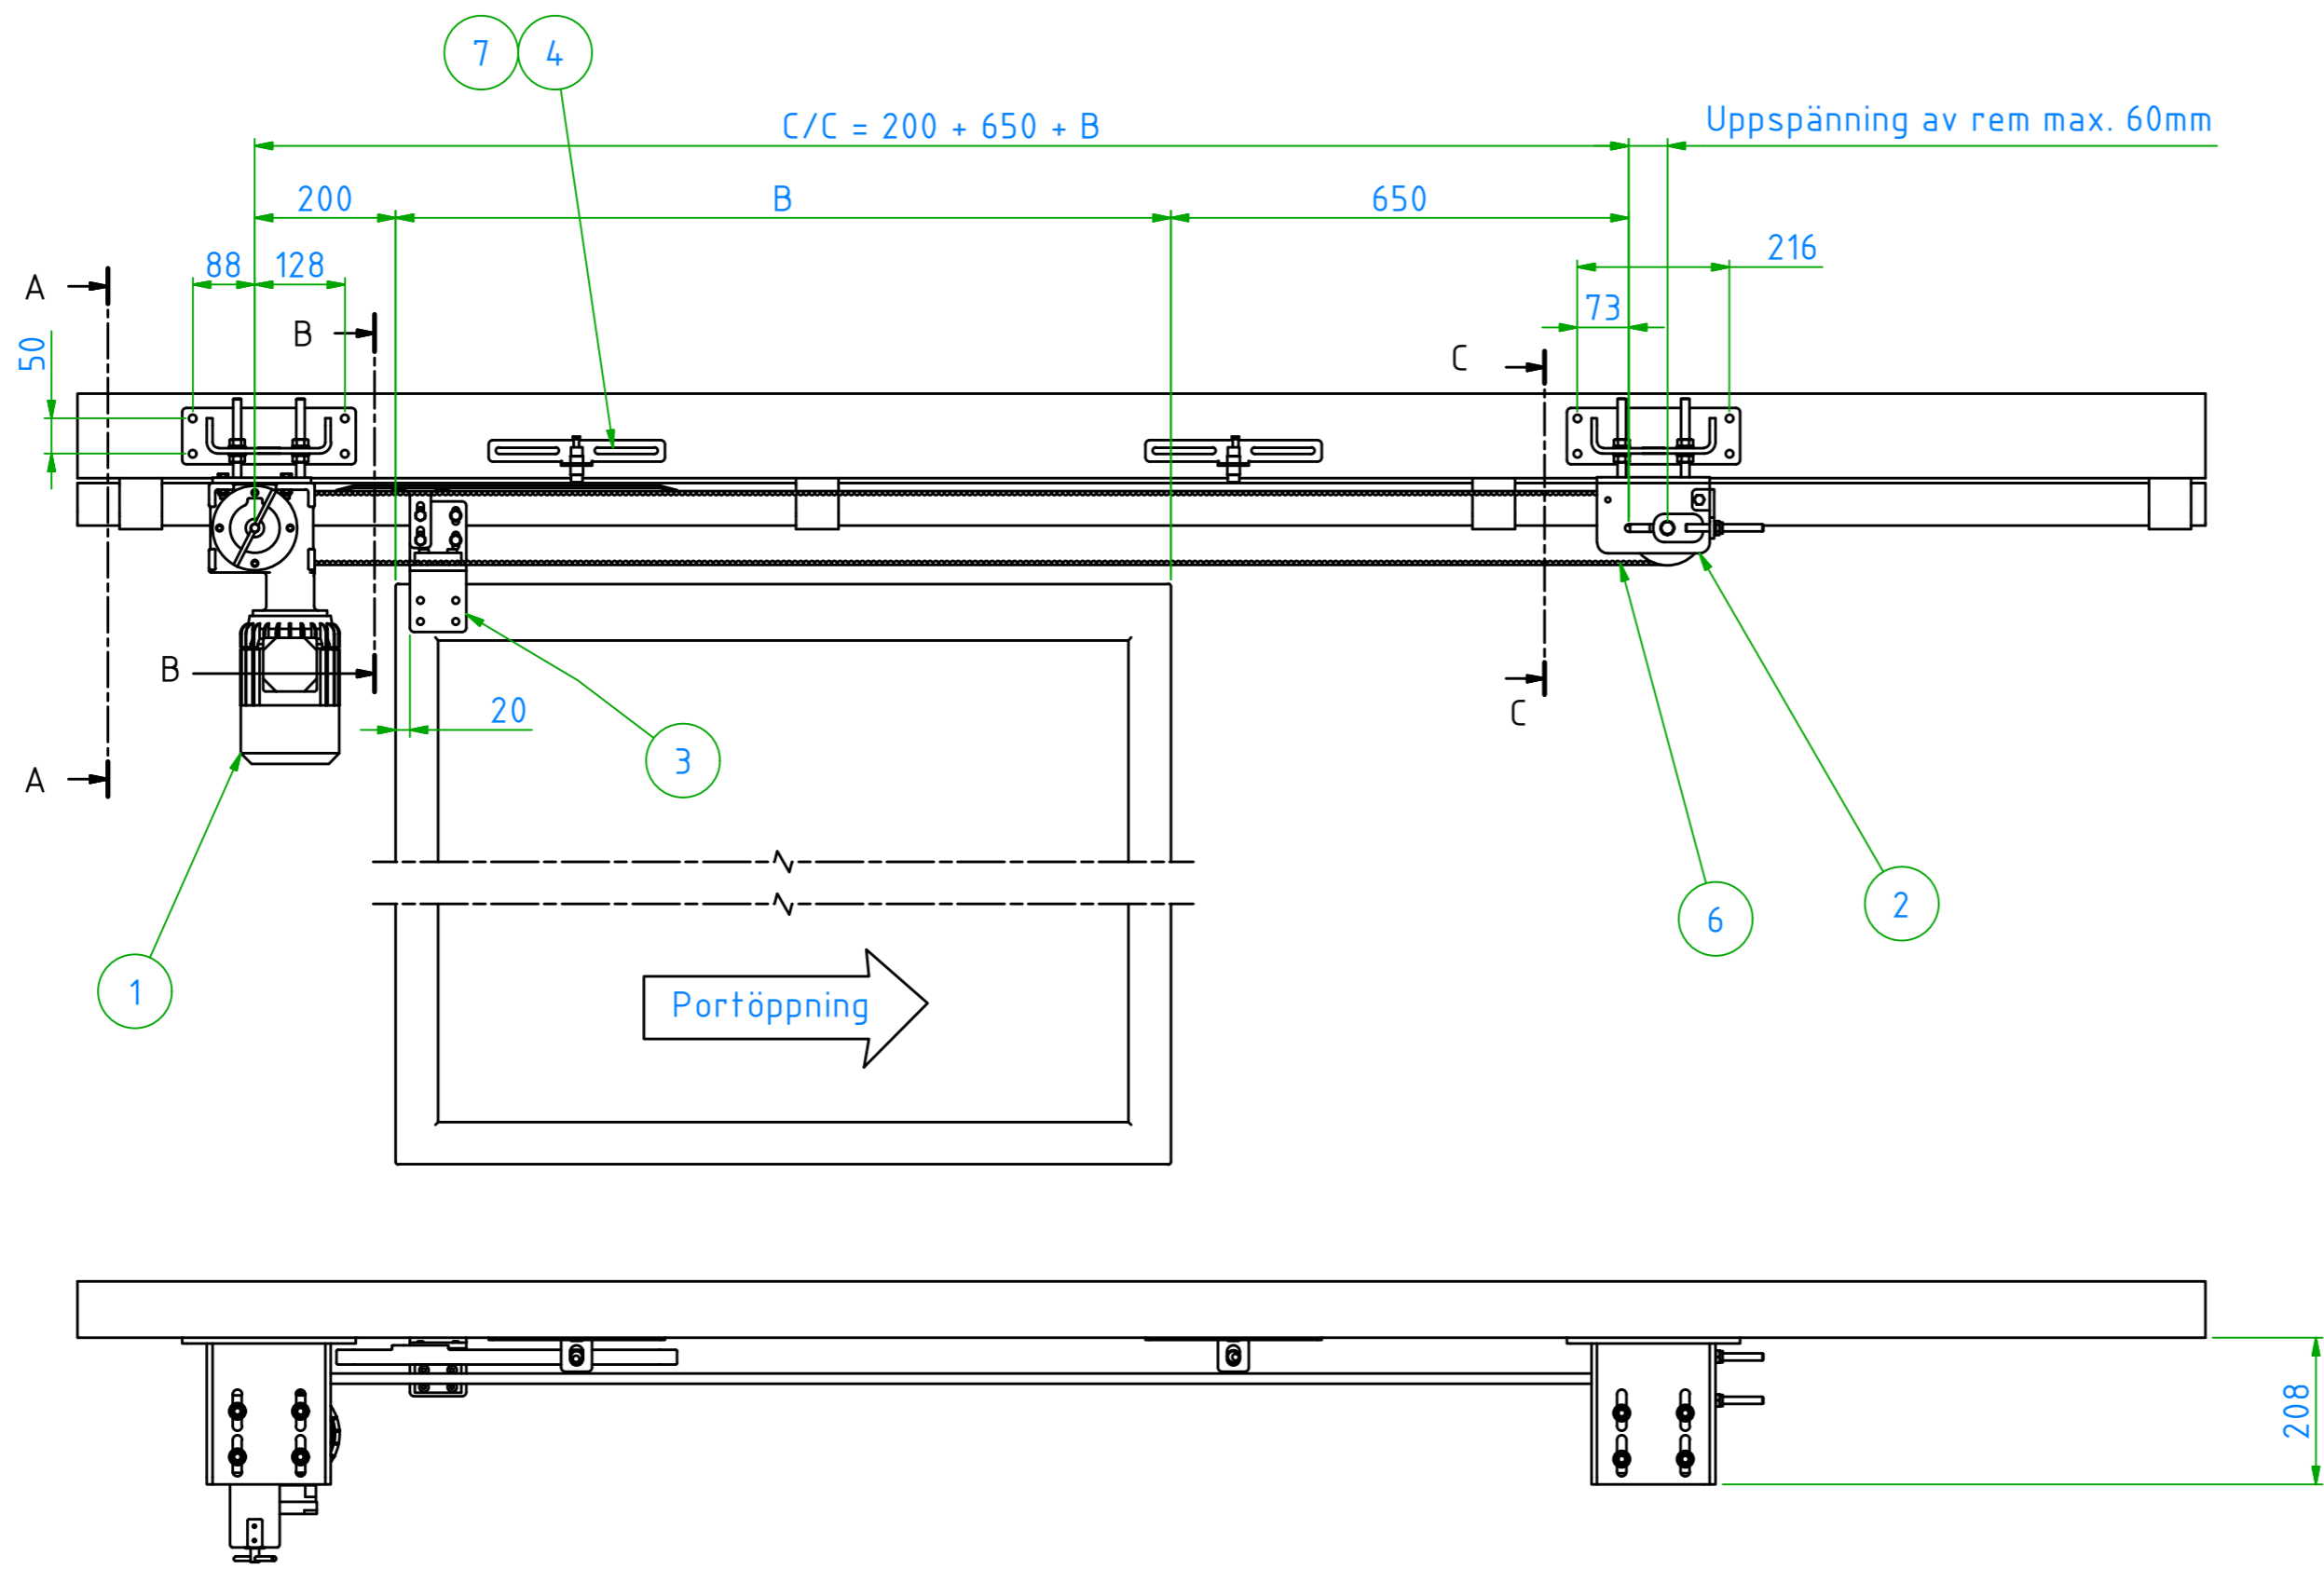 7 4
C/C = 200 + 650 + B
Uppspänning av rem max. 60mm
200
B
650
216
88
128
A
73
B
50
C
B
20
C
3
A
2
6
1
Portöppning
208